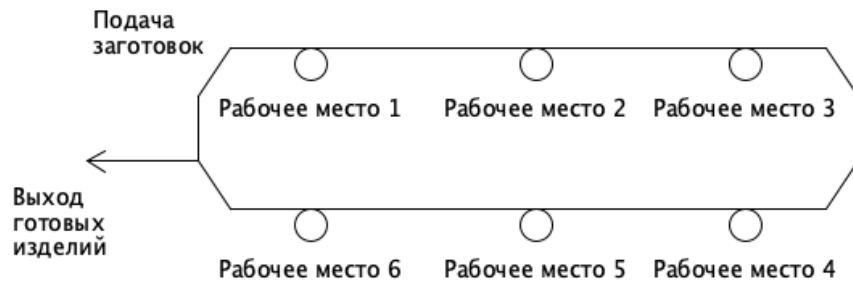 Подача
заготовок
Рабочее место 1
Рабочее место 2
Рабочее место 3
Выход
готовых
изделий
Рабочее место 6
Рабочее место 5
Рабочее место 4